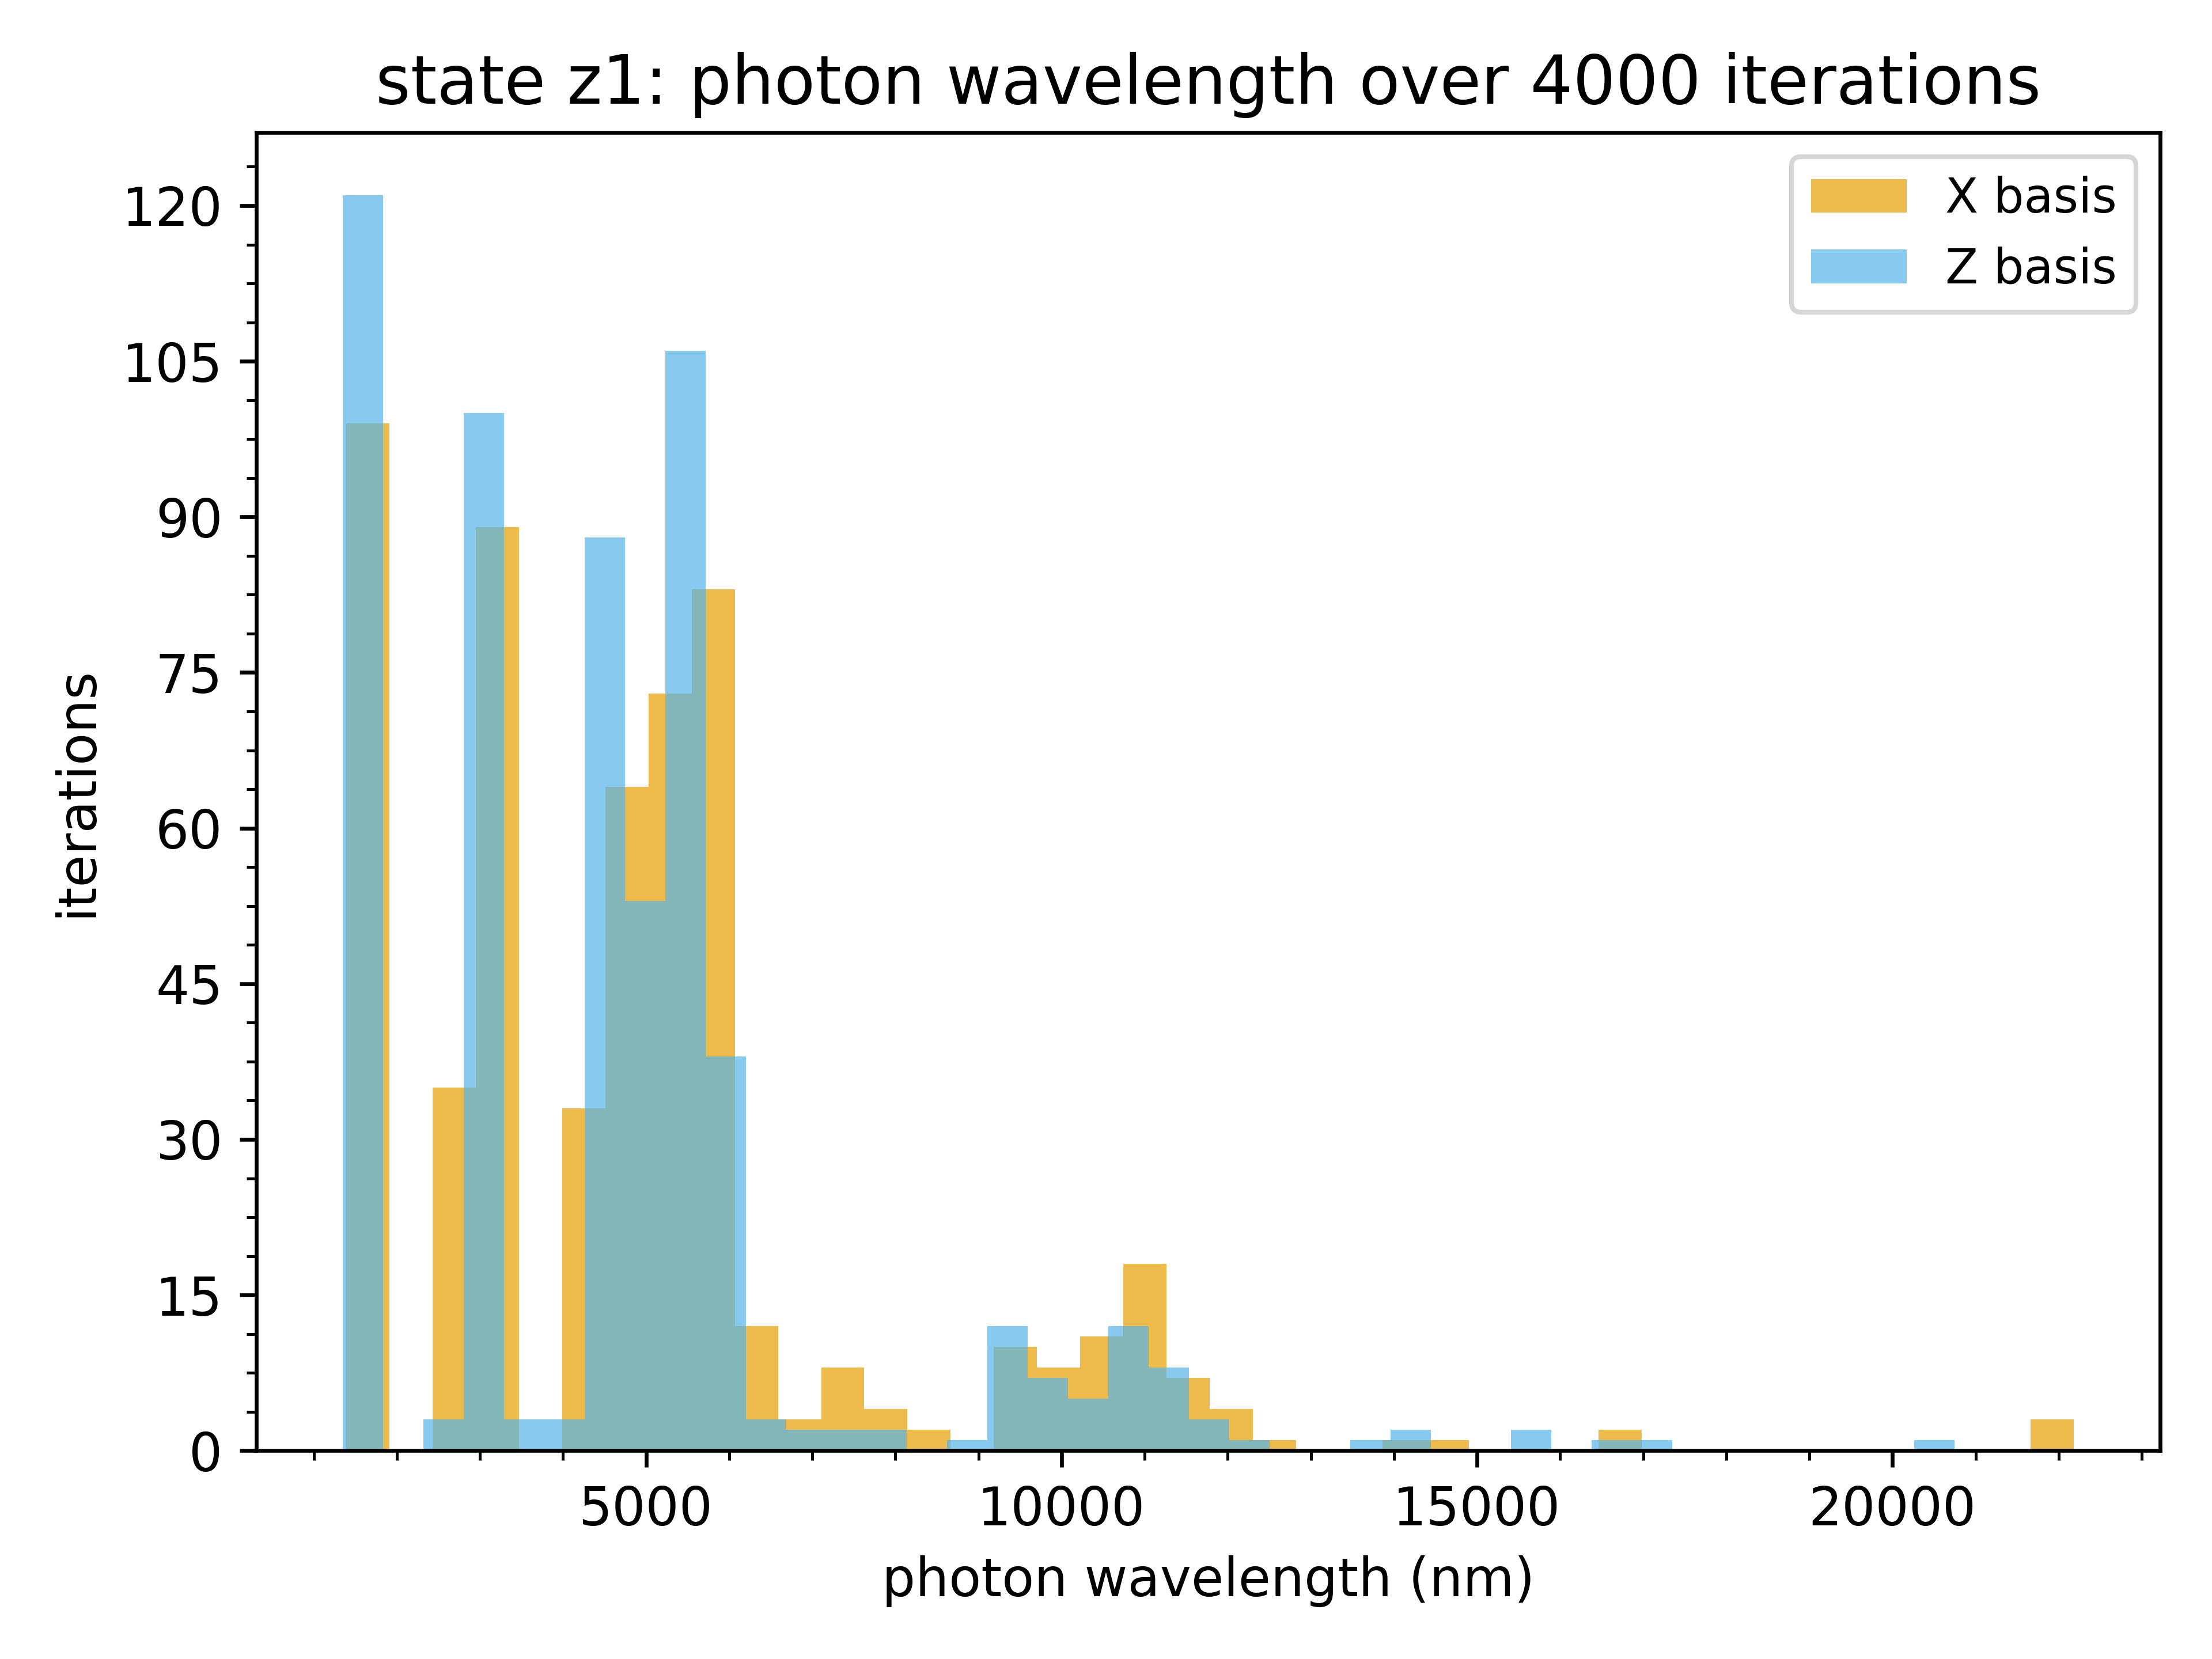 state z1: photon wavelength over 4000 iterations
X basis
Z basis
120
105
90
75
60
45
30
15
0
iterations
5000 10000 15000 20000
photon wavelength (nm)